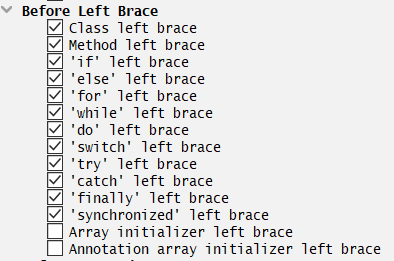 Before Left Brace
Class left brace
Method left brace
'if' left brace
'else' left brace
'for' left brace
'while' left brace
'do' left brace
'switch' left brace
'try' left brace
'catch' left brace
'finally' left brace
'synchronized' left brace
Array initializer left brace
Annotation array initializer left brace